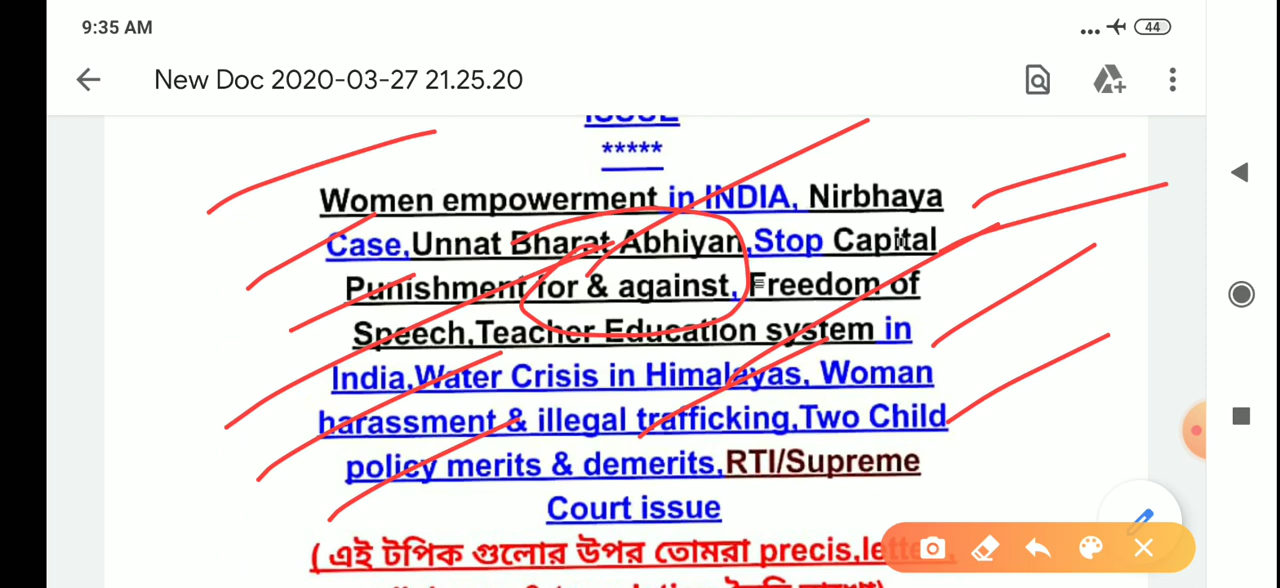 9:35 AM
44
New Doc 2020-03-27 21.25.20
ISSUE
*****
Women empowerment in INDIA, Nirbhaya
Case,Unnat Bharat Abhiyan,Stop Capital
Punishment for & against, Freedom of
Speech,Teacher Education system in
India,Water Crisis in Himalayas, Woman
harassment & illegal trafficking,Two Child
policy merits & demerits,RTI/Supreme
Court issue
( এই টপিক গুলোর উপর তোমরা precis,letter,